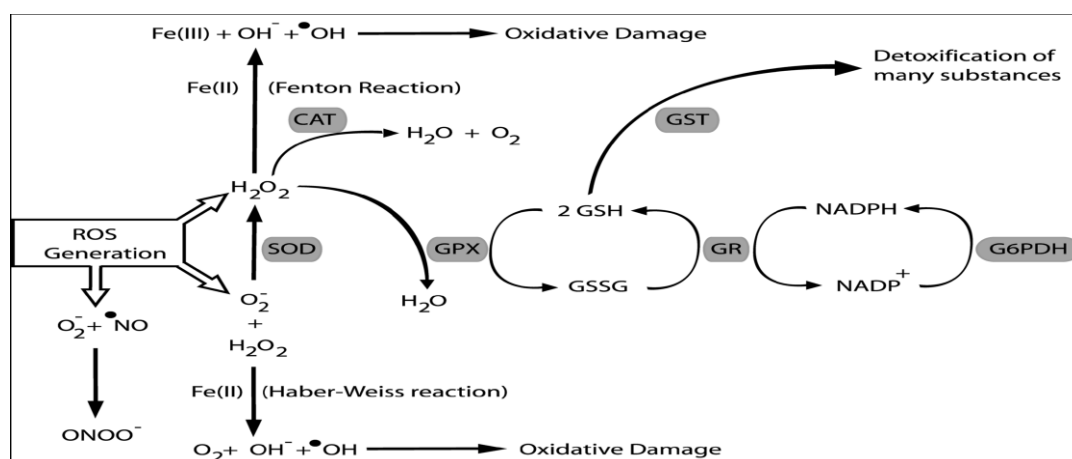 Fe(III) + OH⁻ + •OH
Oxidative Damage
Detoxification of
many substances
Fe(II) (Fenton Reaction)
CAT
GST
H₂O + O₂
H₂O₂
2 GSH
NADPH
ROS
Generation
SOD
GPX
GR
G6PDH
GSSG
NADP⁺
O₂⁻
H₂O
+
H₂O₂
O₂⁻ + •NO
Fe(II) (Haber-Weiss reaction)
ONOO⁻
O₂ + OH⁻ + •OH
Oxidative Damage